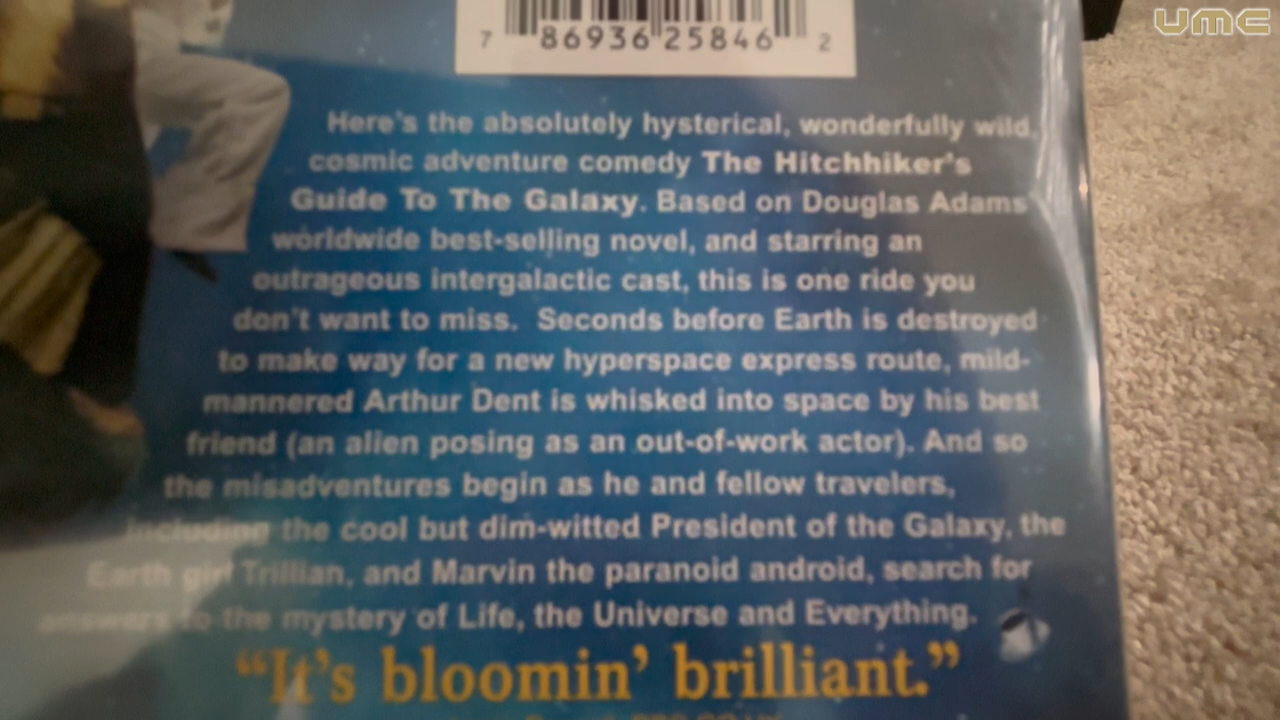 UMC
7 86936 25846 2
Here's the absolutely hysterical, wonderfully wild,
cosmic adventure comedy The Hitchhiker's
Guide To The Galaxy. Based on Douglas Adams'
worldwide best-selling novel, and starring an
outrageous intergalactic cast, this is one ride you
don't want to miss. Seconds before Earth is destroyed
to make way for a new hyperspace express route, mild-
mannered Arthur Dent is whisked into space by his best
friend (an alien posing as an out-of-work actor). And so
the misadventures begin as he and fellow travelers,
including the cool but dim-witted President of the Galaxy, the
Earth girl Trillian, and Marvin the paranoid android, search for
answers to the mystery of Life, the Universe and Everything.
“It's bloomin' brilliant.”